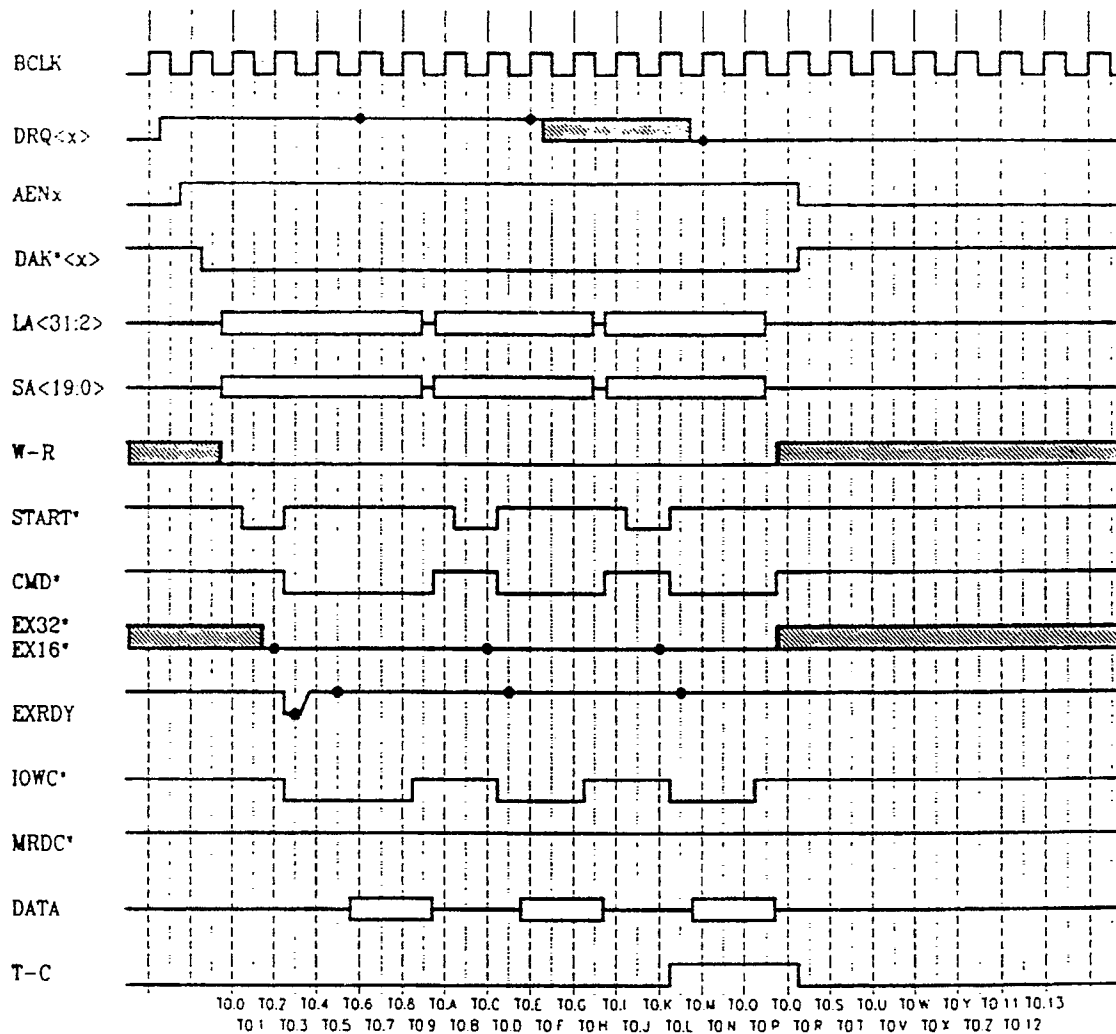 BCLK
DRQ<x>
AENx
DAK*<x>
LA<31:2>
SA<19:0>
W-R
START*
CMD*
EX32*
EX16*
EXRDY
IOWC*
MRDC*
DATA
T-C
T0.0 T0.2 T0.4 T0.6 T0.8 T0.A T0.C T0.E T0.G T0.I T0.K T0.M T0.O T0.Q T0.S T0.U T0.W T0.Y T0.11 T0.13
T0.1 T0.3 T0.5 T0.7 T0.9 T0.B T0.D T0.F T0.H T0.J T0.L T0.N T0.P T0.R T0.T T0.V T0.X T0.Z T0.12